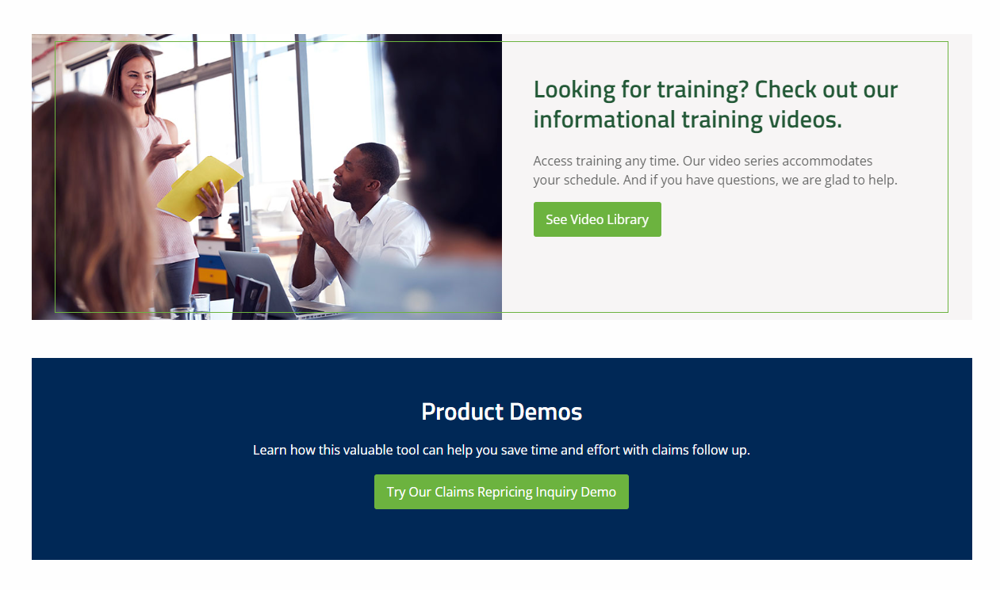 Looking for training? Check out our
informational training videos.
Access training any time. Our video series accommodates
your schedule. And if you have questions, we are glad to help.
See Video Library
Product Demos
Learn how this valuable tool can help you save time and effort with claims follow up.
Try Our Claims Repricing Inquiry Demo